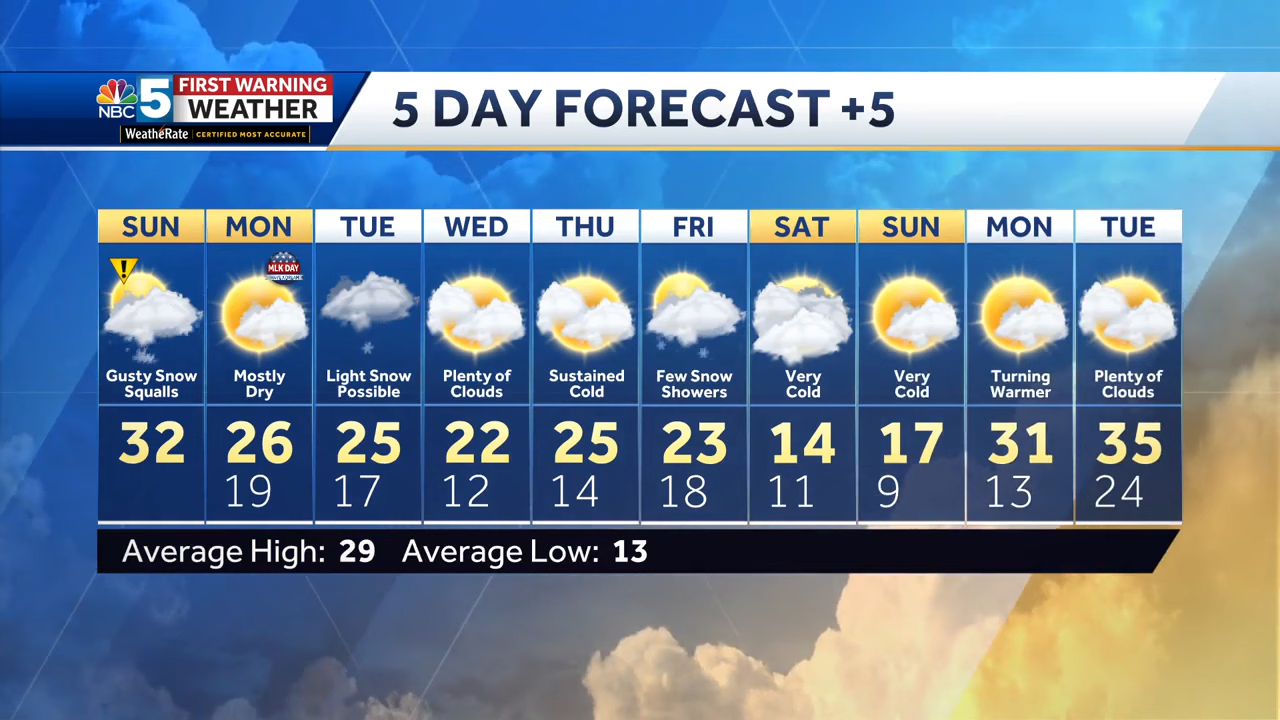 NBC 5 FIRST WARNING
WEATHER
WeatheRate | CERTIFIED MOST ACCURATE
5 DAY FORECAST +5
SUN MON TUE WED THU FRI SAT SUN MON TUE
!
MLK DAY
Gusty Snow Squalls
Mostly Dry
Light Snow Possible
Plenty of Clouds
Sustained Cold
Few Snow Showers
Very Cold
Very Cold
Turning Warmer
Plenty of Clouds
32 26 25 22 25 23 14 17 31 35
19 17 12 14 18 11 9 13 24
Average High: 29 Average Low: 13